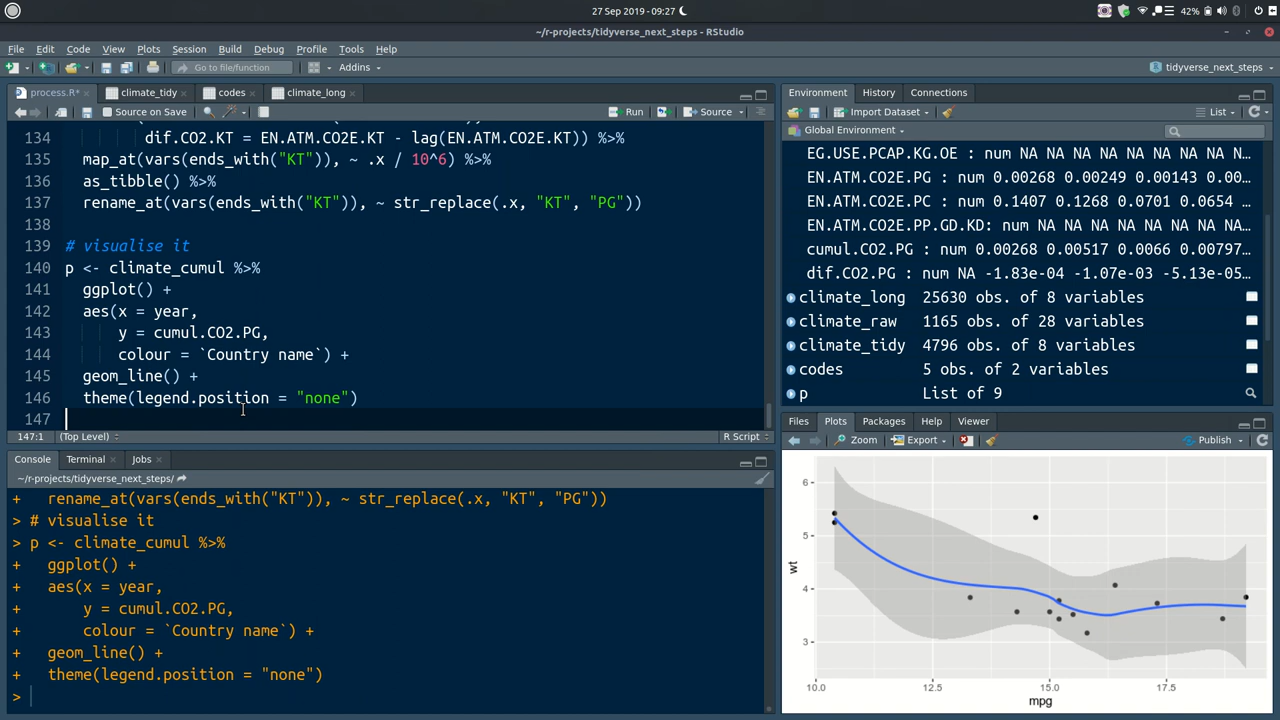 27 Sep 2019 - 09:27
42%
~/r-projects/tidyverse_next_steps - RStudio
File Edit Code View Plots Session Build Debug Profile Tools Help
Go to file/function Addins tidyverse_next_steps
process.R* climate_tidy codes climate_long
Source on Save Run Source
134 dif.CO2.KT = EN.ATM.CO2E.KT - lag(EN.ATM.CO2E.KT)) %>%
135 map_at(vars(ends_with("KT")), ~ .x / 10^6) %>%
136 as_tibble() %>%
137 rename_at(vars(ends_with("KT")), ~ str_replace(.x, "KT", "PG"))
138
139 # visualise it
140 p <- climate_cumul %>%
141 ggplot() +
142 aes(x = year,
143 y = cumul.CO2.PG,
144 colour = `Country name`) +
145 geom_line() +
146 theme(legend.position = "none")
147
147:1 (Top Level) R Script
Console Terminal Jobs
~/r-projects/tidyverse_next_steps/
+ rename_at(vars(ends_with("KT")), ~ str_replace(.x, "KT", "PG"))
> # visualise it
> p <- climate_cumul %>%
+ ggplot() +
+ aes(x = year,
+ y = cumul.CO2.PG,
+ colour = `Country name`) +
+ geom_line() +
+ theme(legend.position = "none")
>
Environment History Connections
Import Dataset List
Global Environment
EG.USE.PCAP.KG.OE : num NA NA NA NA NA NA N…
EN.ATM.CO2E.PG : num 0.00268 0.00249 0.00143 0.00…
EN.ATM.CO2E.PC : num 0.1407 0.1268 0.0701 0.0654 …
EN.ATM.CO2E.PP.GD.KD: num NA NA NA NA NA NA NA N…
cumul.CO2.PG : num 0.00268 0.00517 0.0066 0.00797…
dif.CO2.PG : num NA -1.83e-04 -1.07e-03 -5.13e-05…
climate_long 25630 obs. of 8 variables
climate_raw 1165 obs. of 28 variables
climate_tidy 4796 obs. of 8 variables
codes 5 obs. of 2 variables
p List of 9
Files Plots Packages Help Viewer
Zoom Export Publish
6
5
4
3
wt
10.0 12.5 15.0 17.5
mpg